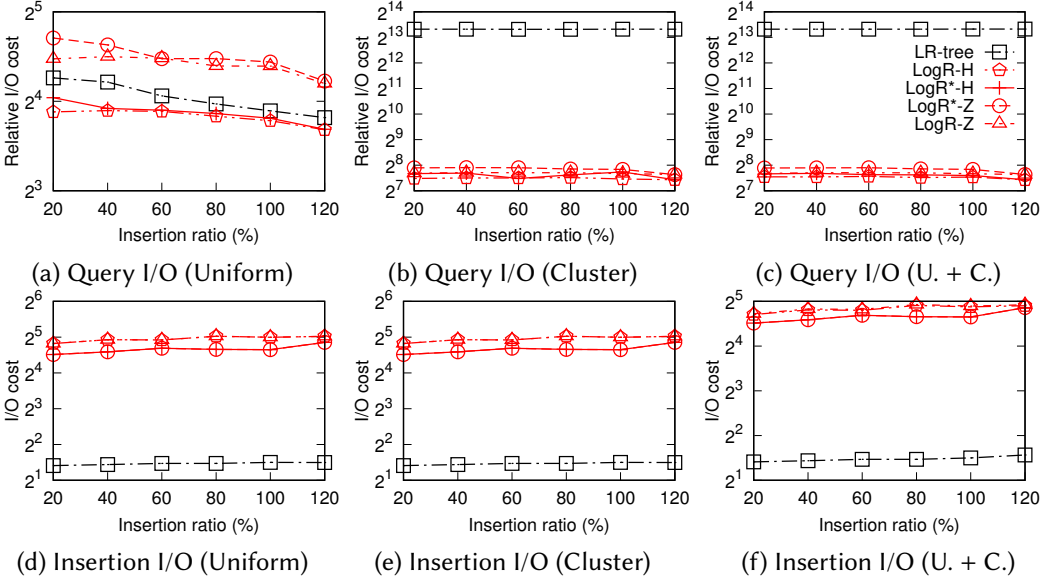 Relative I/O cost
2^5
2^4
2^3
20 40 60 80 100 120
Insertion ratio (%)
(a) Query I/O (Uniform)
Relative I/O cost
2^14
2^13
2^12
2^11
2^10
2^9
2^8
2^7
20 40 60 80 100 120
Insertion ratio (%)
(b) Query I/O (Cluster)
Relative I/O cost
2^14
2^13
2^12
2^11
2^10
2^9
2^8
2^7
LR-tree
LogR-H
LogR*-H
LogR*-Z
LogR-Z
20 40 60 80 100 120
Insertion ratio (%)
(c) Query I/O (U. + C.)
I/O cost
2^6
2^5
2^4
2^3
2^2
2^1
20 40 60 80 100 120
Insertion ratio (%)
(d) Insertion I/O (Uniform)
I/O cost
2^6
2^5
2^4
2^3
2^2
2^1
20 40 60 80 100 120
Insertion ratio (%)
(e) Insertion I/O (Cluster)
I/O cost
2^5
2^4
2^3
2^2
2^1
20 40 60 80 100 120
Insertion ratio (%)
(f) Insertion I/O (U. + C.)